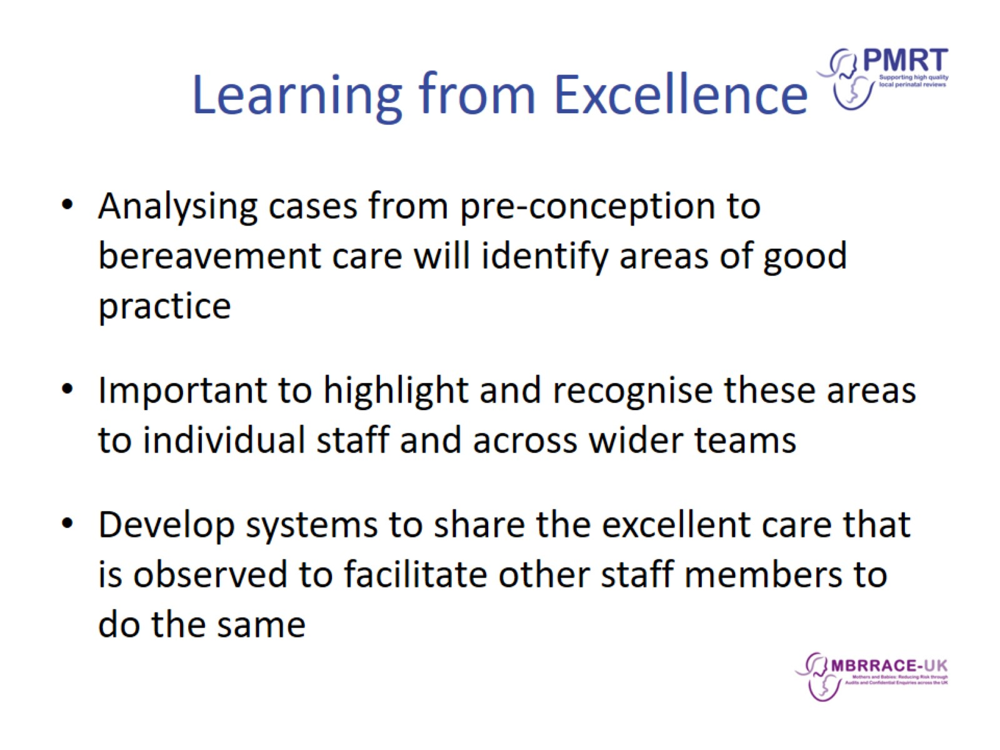 Learning from Excellence
PMRT
Supporting high quality
local perinatal reviews
• Analysing cases from pre-conception to
bereavement care will identify areas of good
practice
• Important to highlight and recognise these areas
to individual staff and across wider teams
• Develop systems to share the excellent care that
is observed to facilitate other staff members to
do the same
MBRRACE-UK
Mothers and Babies: Reducing Risk through
Audits and Confidential Enquiries across the UK